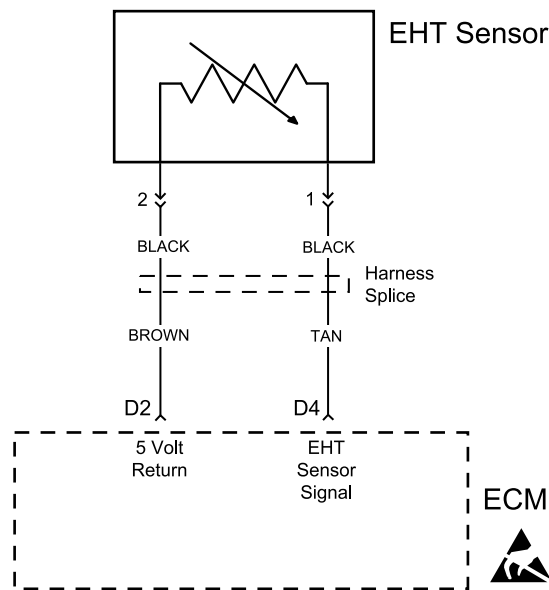 EHT Sensor
2
1
BLACK
BLACK
Harness
Splice
BROWN
TAN
D2
D4
5 Volt
Return
EHT
Sensor
Signal
ECM